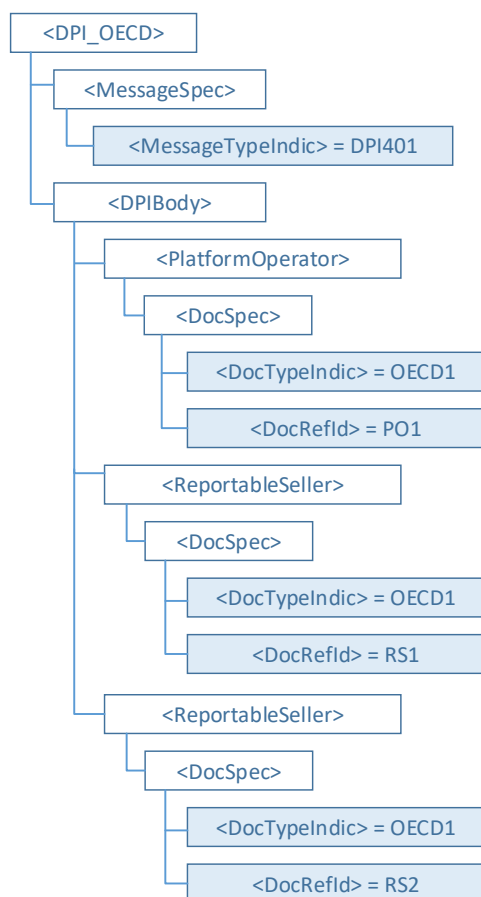 <DPI_OECD>
<MessageSpec>
<MessageTypeIndic> = DPI401
<DPIBody>
<PlatformOperator>
<DocSpec>
<DocTypeIndic> = OECD1
<DocRefId> = PO1
<ReportableSeller>
<DocSpec>
<DocTypeIndic> = OECD1
<DocRefId> = RS1
<ReportableSeller>
<DocSpec>
<DocTypeIndic> = OECD1
<DocRefId> = RS2